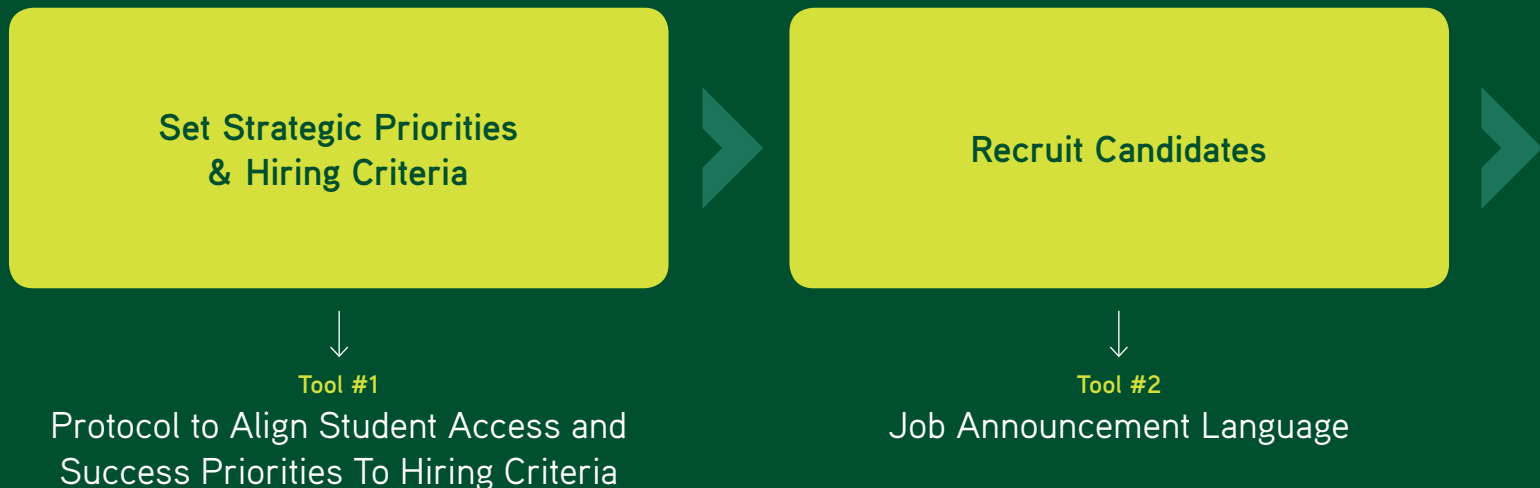 Set Strategic Priorities
& Hiring Criteria
Recruit Candidates
Tool #1
Protocol to Align Student Access and
Success Priorities To Hiring Criteria
Tool #2
Job Announcement Language